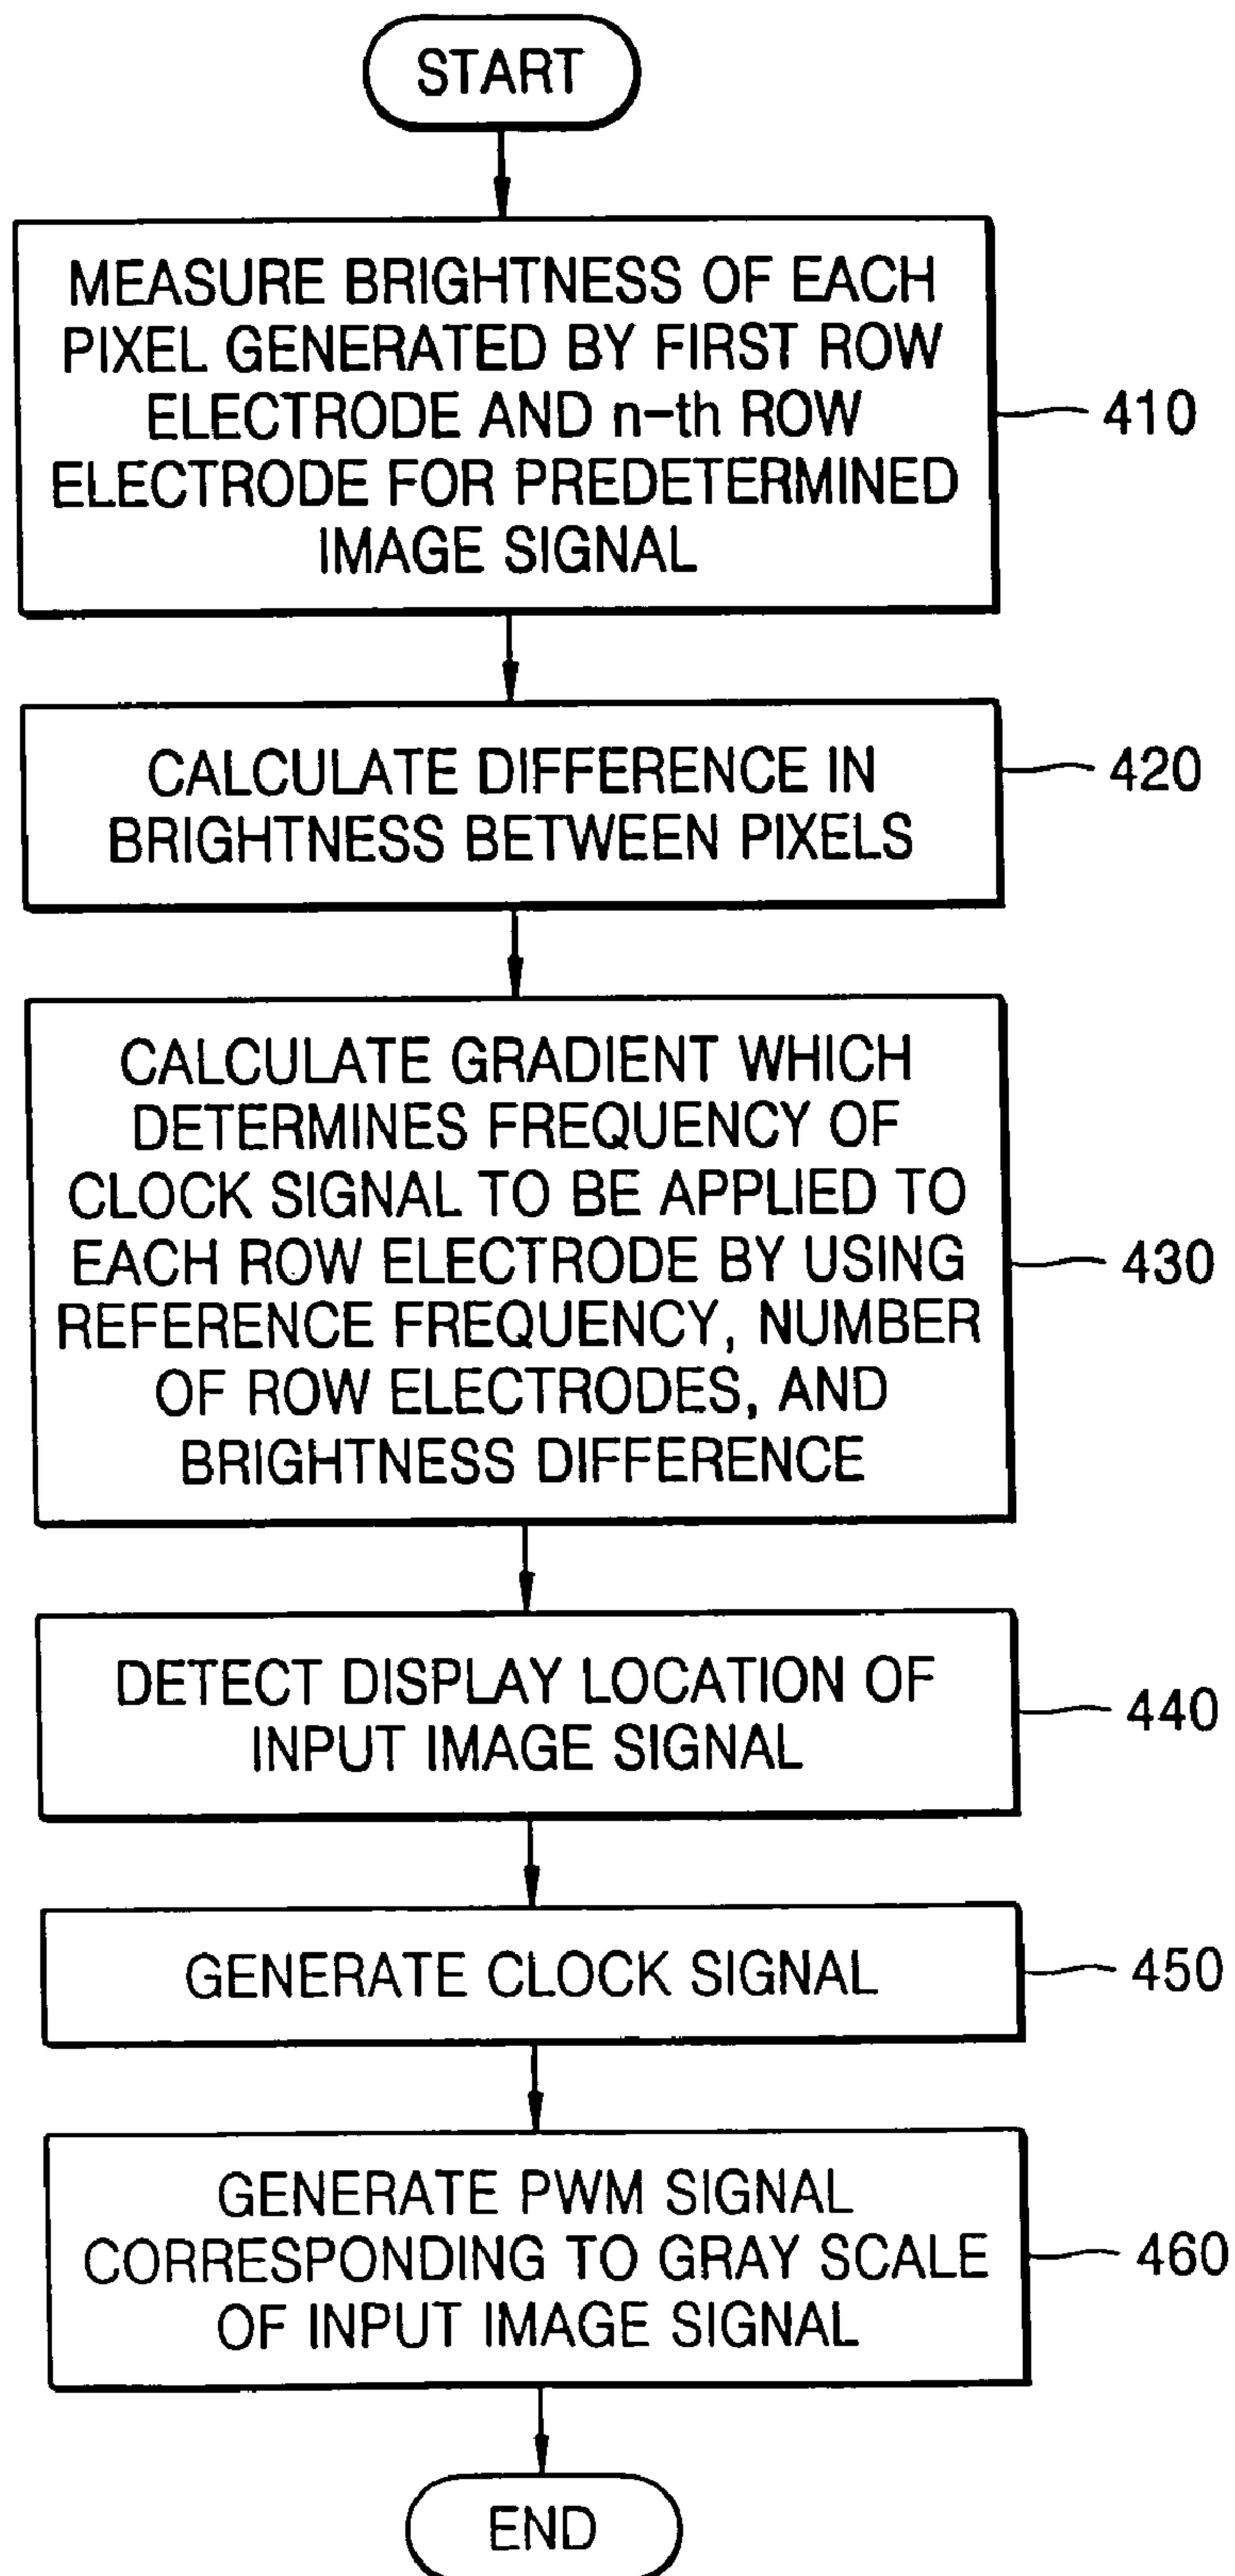 START
MEASURE BRIGHTNESS OF EACH
PIXEL GENERATED BY FIRST ROW
ELECTRODE AND n-th ROW
ELECTRODE FOR PREDETERMINED
IMAGE SIGNAL
410
CALCULATE DIFFERENCE IN
BRIGHTNESS BETWEEN PIXELS
420
CALCULATE GRADIENT WHICH
DETERMINES FREQUENCY OF
CLOCK SIGNAL TO BE APPLIED TO
EACH ROW ELECTRODE BY USING
REFERENCE FREQUENCY, NUMBER
OF ROW ELECTRODES, AND
BRIGHTNESS DIFFERENCE
430
DETECT DISPLAY LOCATION OF
INPUT IMAGE SIGNAL
440
GENERATE CLOCK SIGNAL
450
GENERATE PWM SIGNAL
CORRESPONDING TO GRAY SCALE
OF INPUT IMAGE SIGNAL
460
END